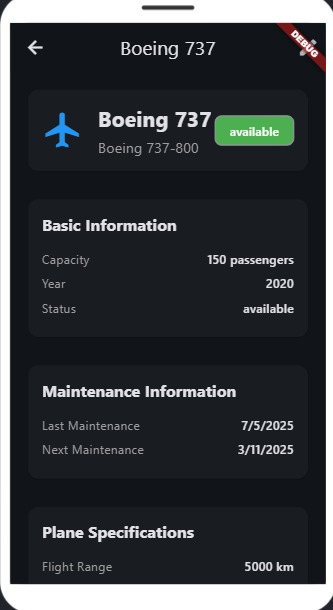 Boeing 737
DEBUG
Boeing 737
available
Boeing 737-800
Basic Information
Capacity 150 passengers
Year 2020
Status available
Maintenance Information
Last Maintenance 7/5/2025
Next Maintenance 3/11/2025
Plane Specifications
Flight Range 5000 km